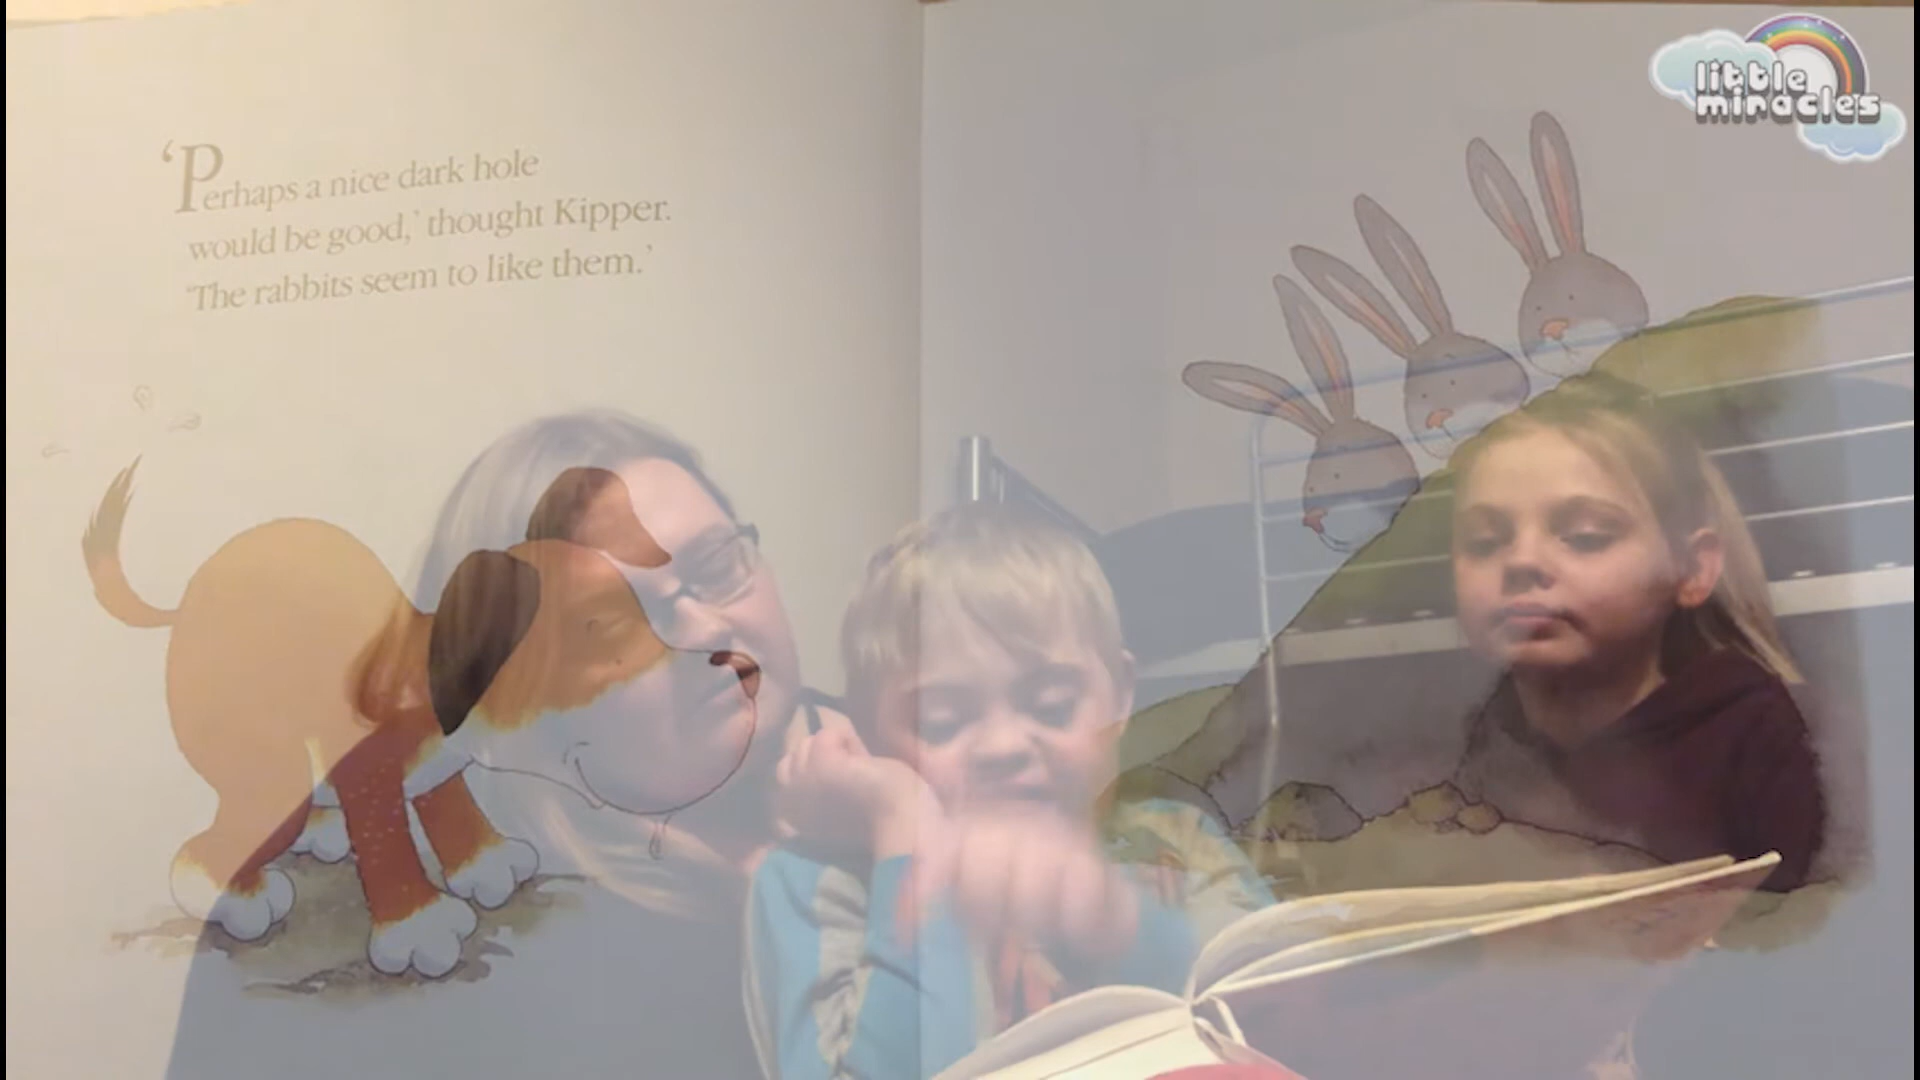 'Perhaps a nice dark hole
would be good,' thought Kipper.
'The rabbits seem to like them.'
little
miracles